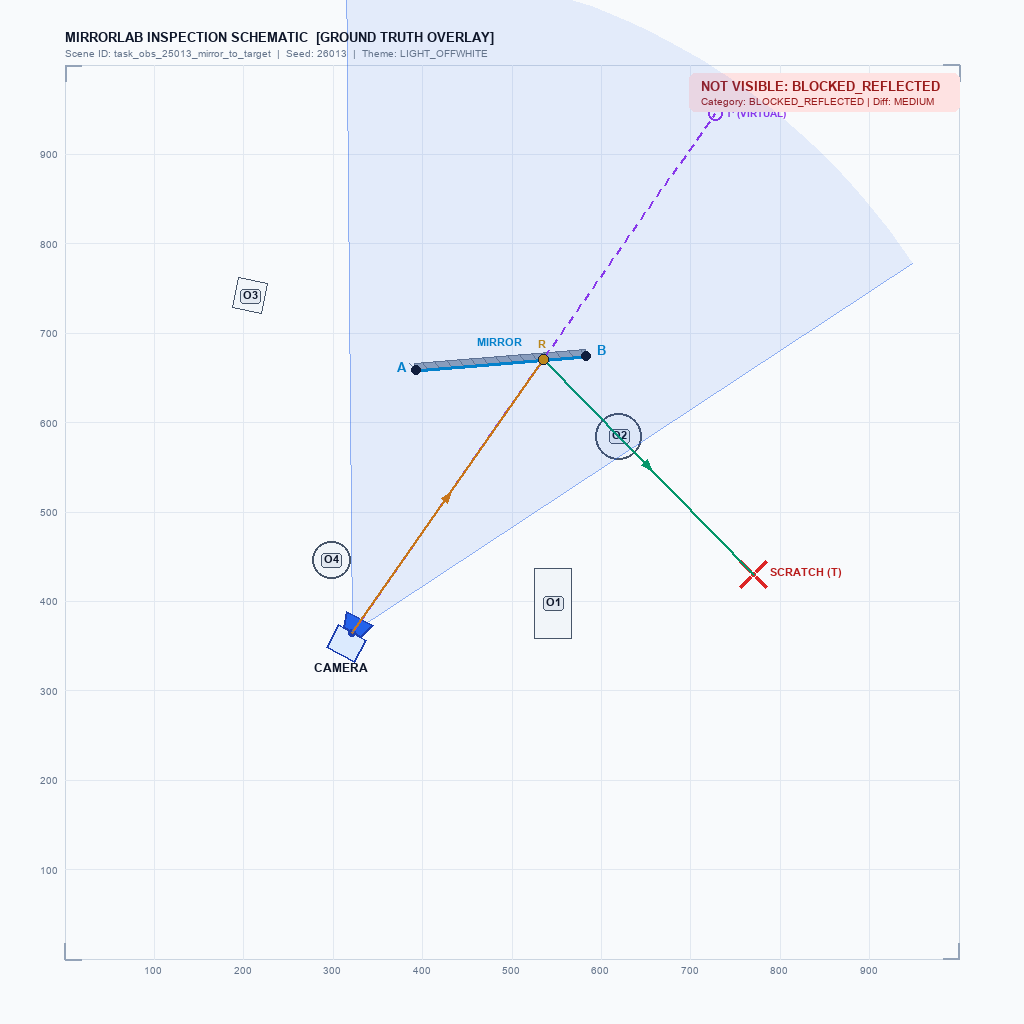 MIRRORLAB INSPECTION SCHEMATIC [GROUND TRUTH OVERLAY]
Scene ID: task_obs_25013_mirror_to_target | Seed: 26013 | Theme: LIGHT_OFFWHITE
NOT VISIBLE: BLOCKED_REFLECTED
Category: BLOCKED_REFLECTED | Diff: MEDIUM
(VIRTUAL)
900
800
O3
700
MIRROR
R
B
A
600
O2
500
O4
SCRATCH (T)
400
O1
CAMERA
300
200
100
100 200 300 400 500 600 700 800 900